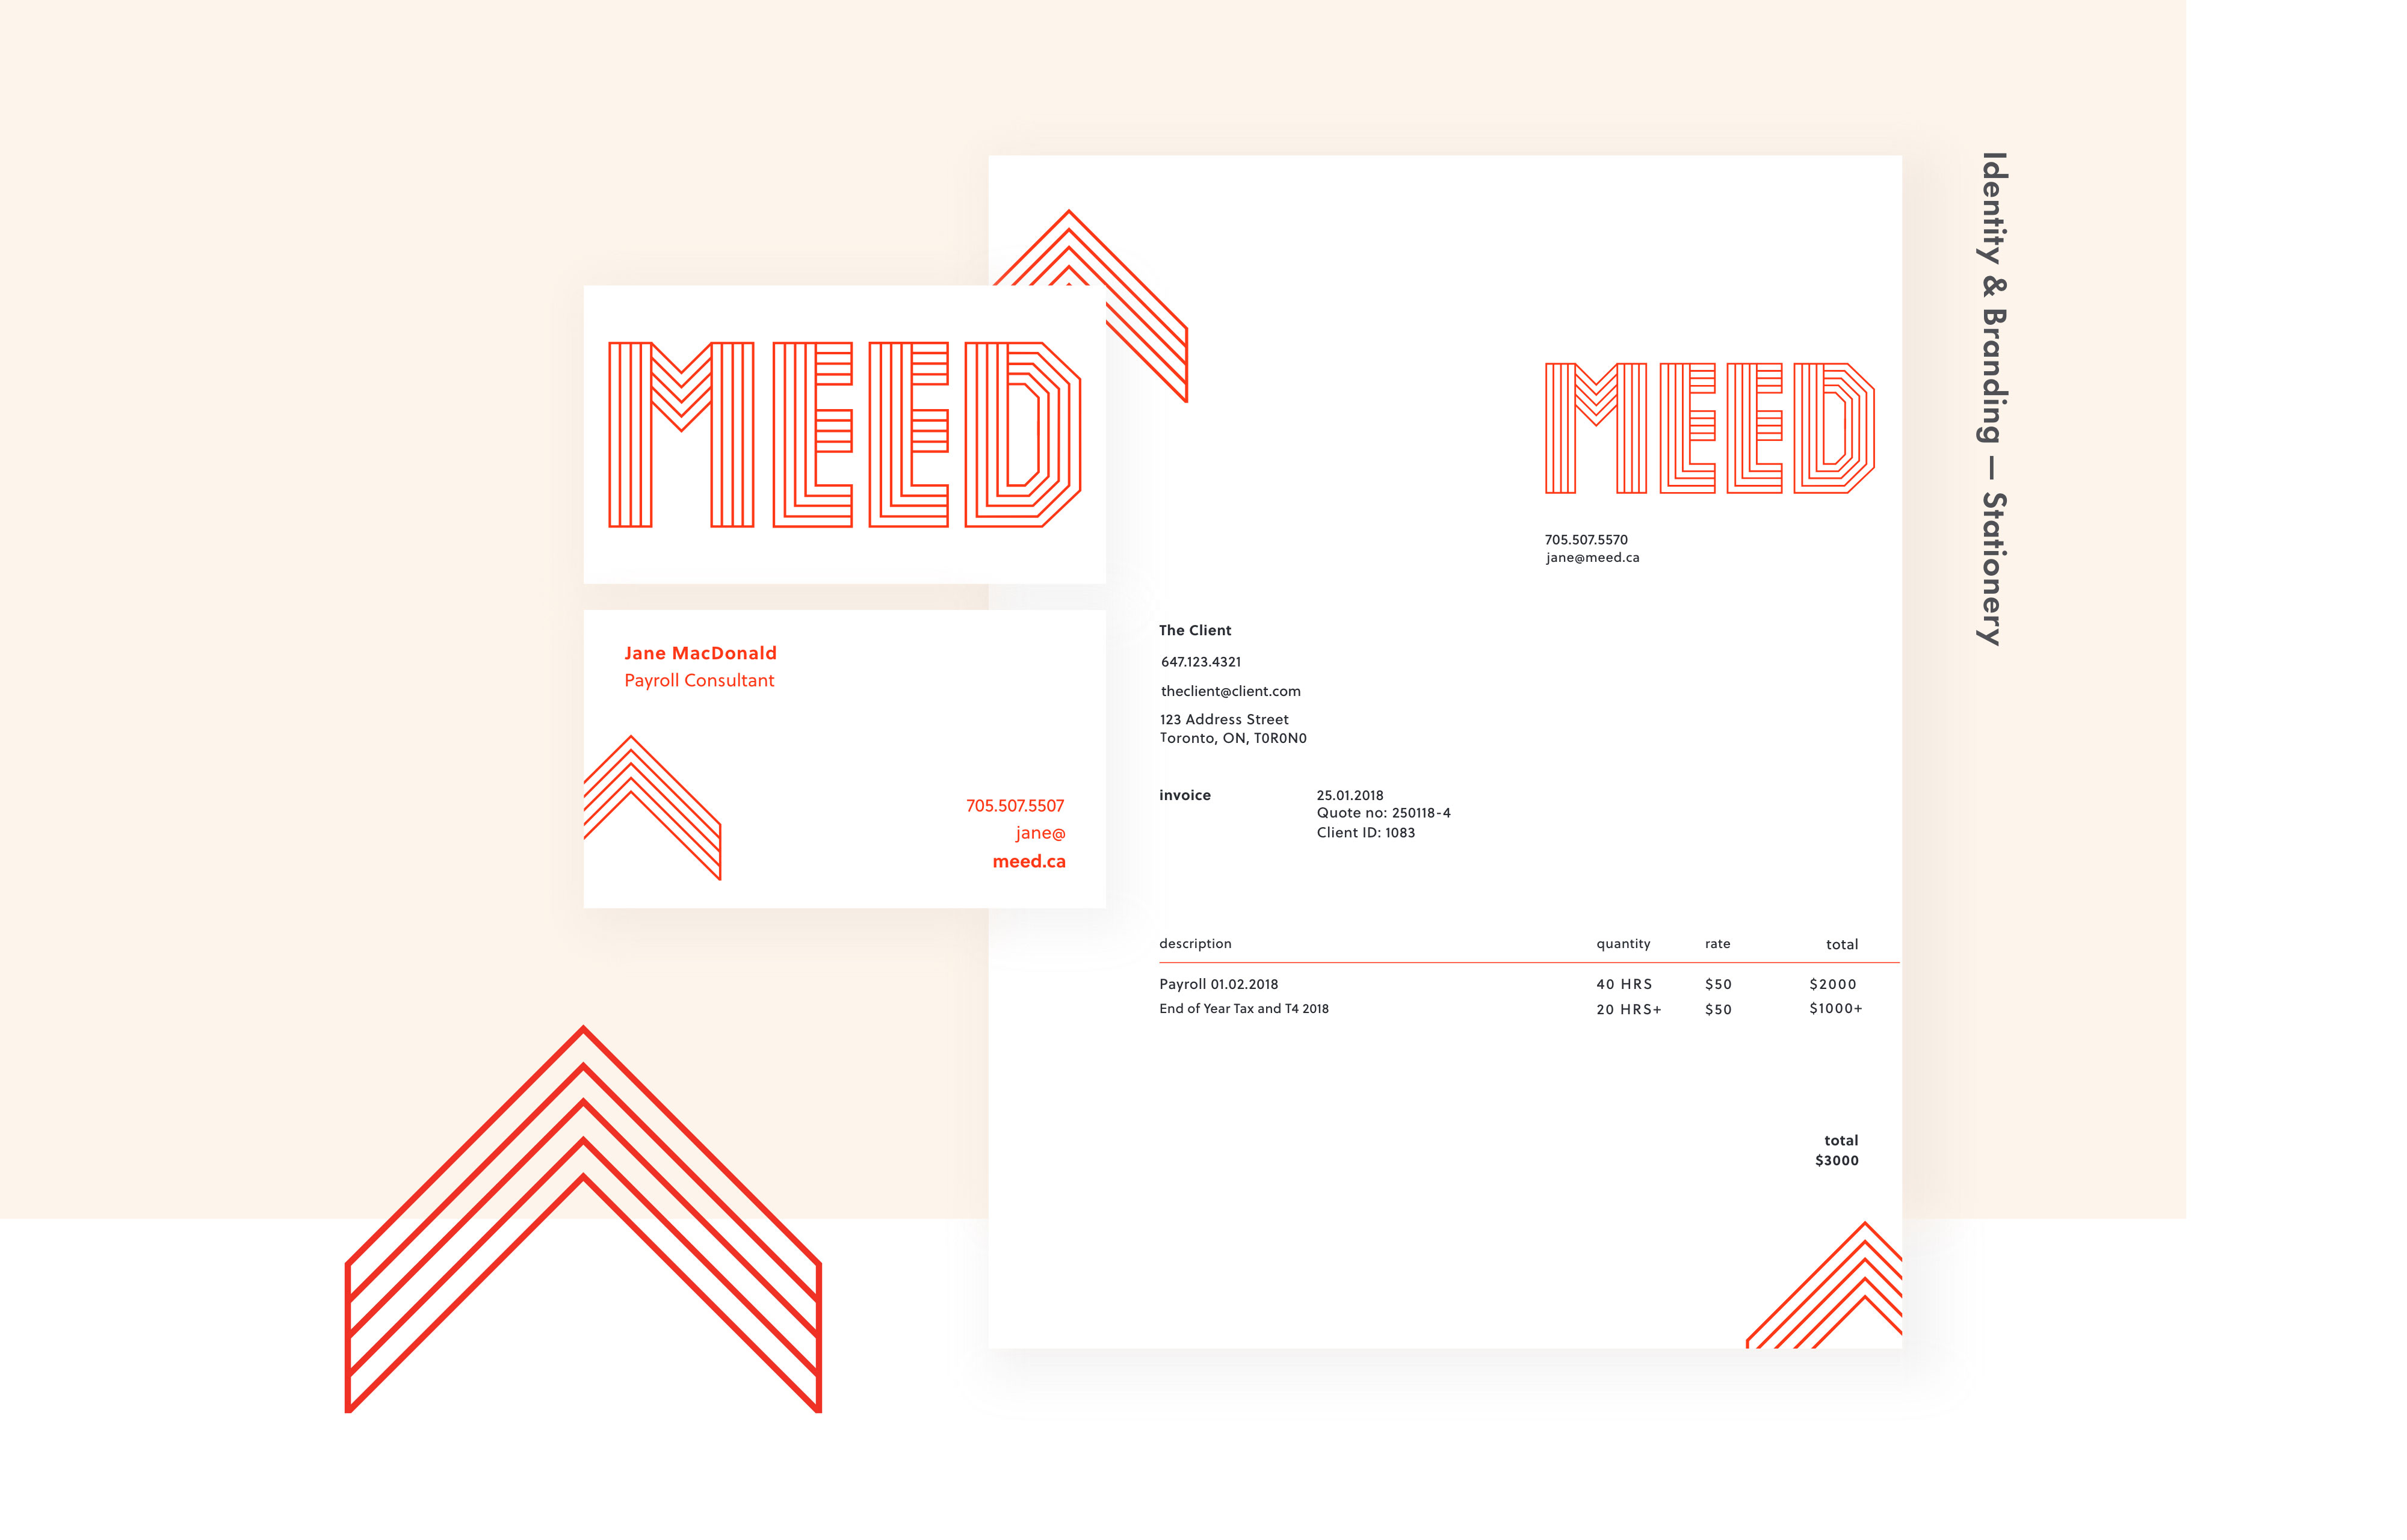 MEED
Jane MacDonald
Payroll Consultant
705.507.5507
jane@
meed.ca
MEED
705.507.5570
jane@meed.ca
The Client
647.123.4321
theclient@client.com
123 Address Street
Toronto, ON, T0R0N0
invoice
25.01.2018
Quote no: 250118-4
Client ID: 1083
description quantity rate total
Payroll 01.02.2018 40 HRS $50 $2000
End of Year Tax and T4 2018 20 HRS+ $50 $1000+
total
$3000
Identity & Branding — Stationery